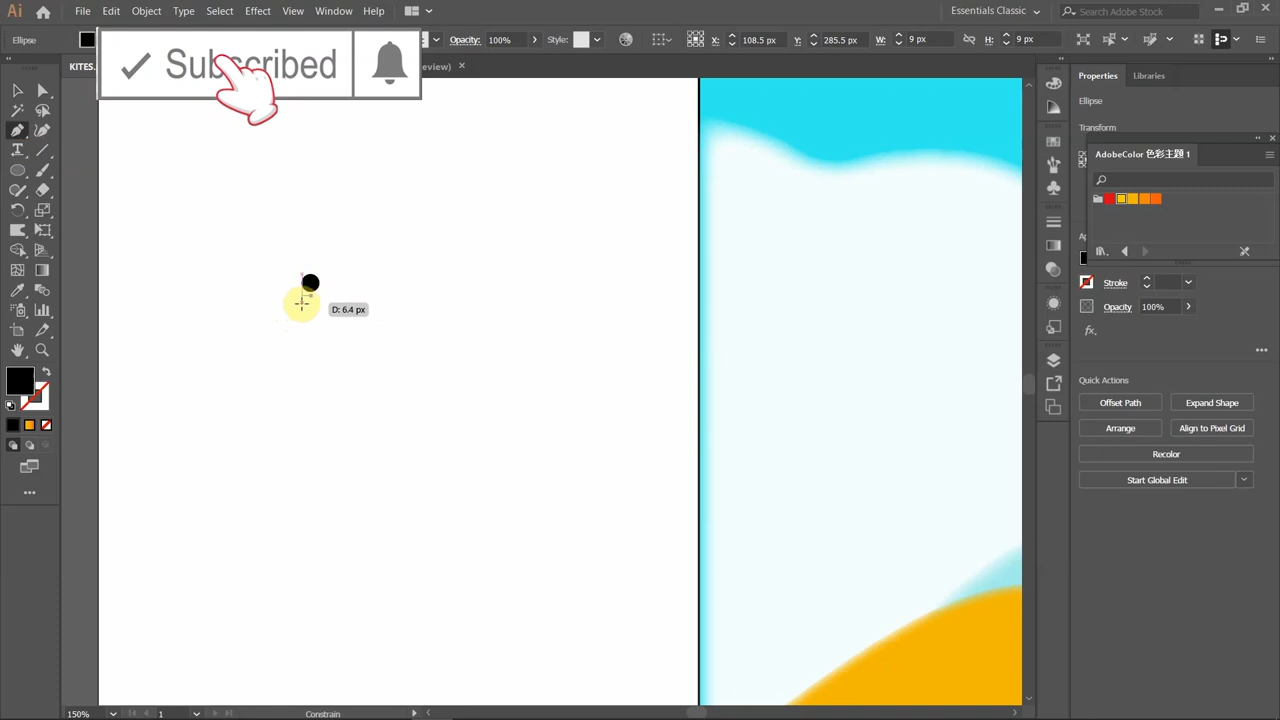 Ai File Edit Object Type Select Effect View Window Help Essentials Classic Search Adobe Stock
Ellipse Opacity: 100% Style: X: 108.5 px Y: 285.5 px W: 9 px H: 9 px
Subscribed
KITES. eview) ×
Properties Libraries
Ellipse
Transform
AdobeColor 色彩主題 1
Ap
Stroke
Opacity 100%
fx.
D: 6.4 px
Quick Actions
Offset Path Expand Shape
Arrange Align to Pixel Grid
Recolor
Start Global Edit
150% 1 Constrain